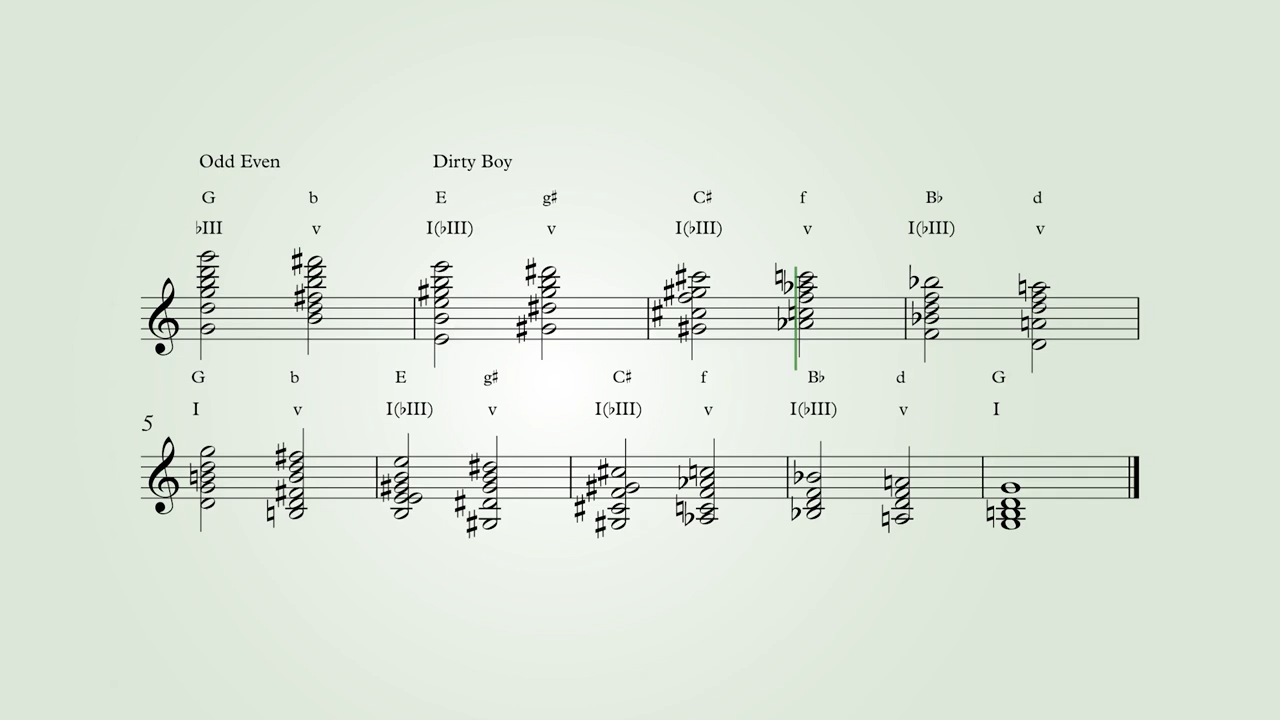 Odd Even Dirty Boy
G b E g♯ C♯ f B♭ d
♭III v I(♭III) v I(♭III) v I(♭III) v
G b E g♯ C♯ f B♭ d G
I v I(♭III) v I(♭III) v I(♭III) v I
5